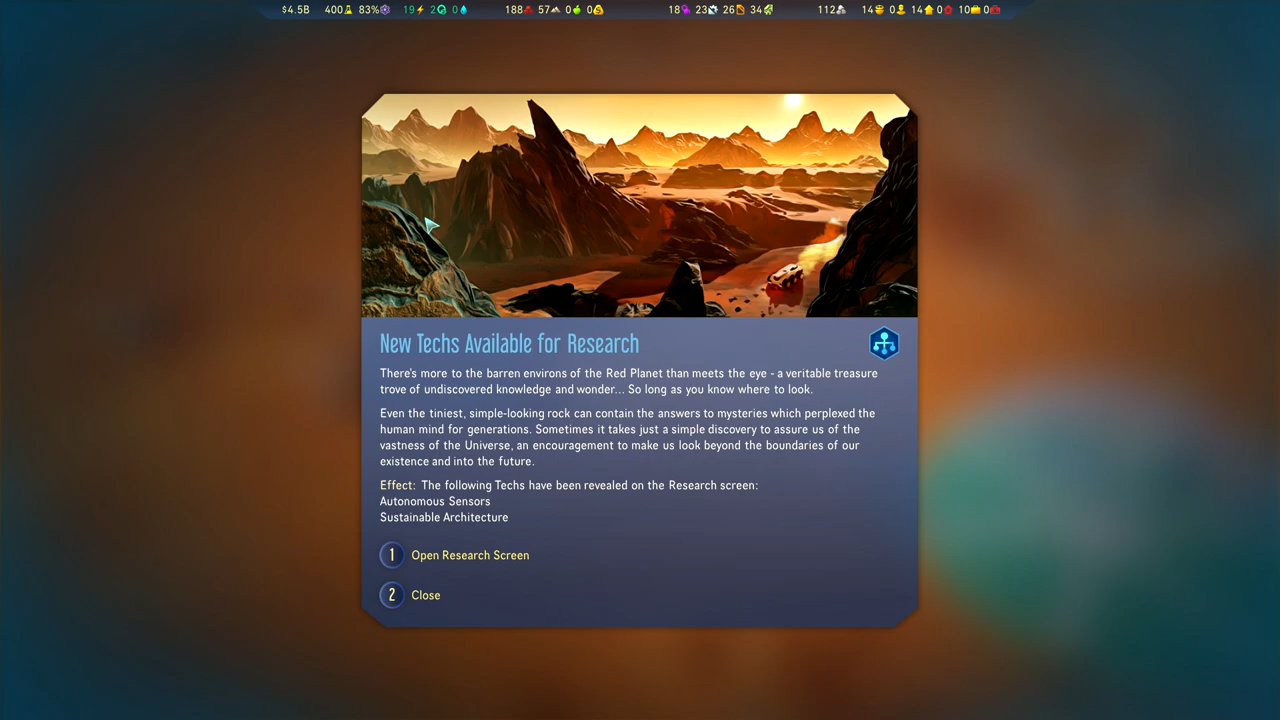 $4.5B 400 83% 19 2 0 188 57 0 0 18 23 26 34 112 14 0 14 0 10 0
New Techs Available for Research
There's more to the barren environs of the Red Planet than meets the eye - a veritable treasure
trove of undiscovered knowledge and wonder... So long as you know where to look.
Even the tiniest, simple-looking rock can contain the answers to mysteries which perplexed the
human mind for generations. Sometimes it takes just a simple discovery to assure us of the
vastness of the Universe, an encouragement to make us look beyond the boundaries of our
existence and into the future.
Effect: The following Techs have been revealed on the Research screen:
Autonomous Sensors
Sustainable Architecture
1 Open Research Screen
2 Close